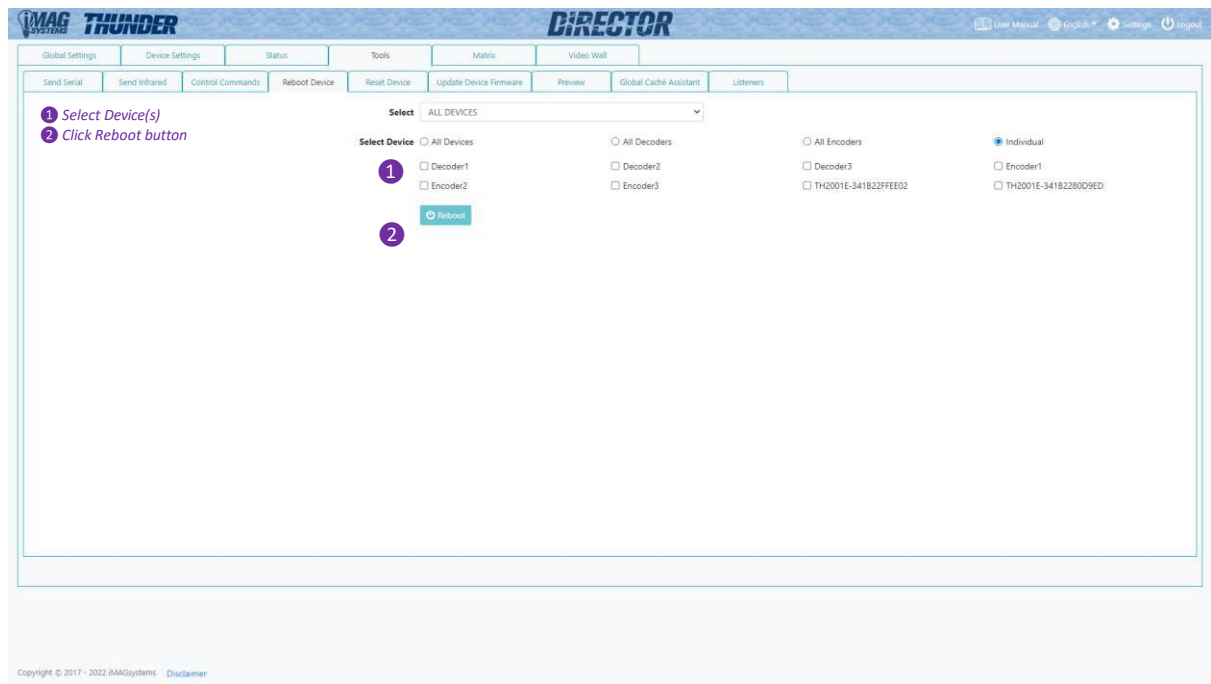 iMAG SYSTEMS THUNDER DiRECTOR User Manual English Settings Logout
Global Settings Device Settings Status Tools Matrix Video Wall
Send Serial Send Infrared Control Commands Reboot Device Reset Device Update Device Firmware Preview Global Caché Assistant Listeners
1 Select Device(s)
2 Click Reboot button
Select ALL DEVICES
Select Device All Devices All Decoders All Encoders Individual
1 Decoder1 Decoder2 Decoder3 Encoder1
Encoder2 Encoder3 TH2001E-341B22FFEE02 TH2001E-341B2280D9ED
Reboot
2
Copyright © 2017 - 2022 iMAGsystems Disclaimer